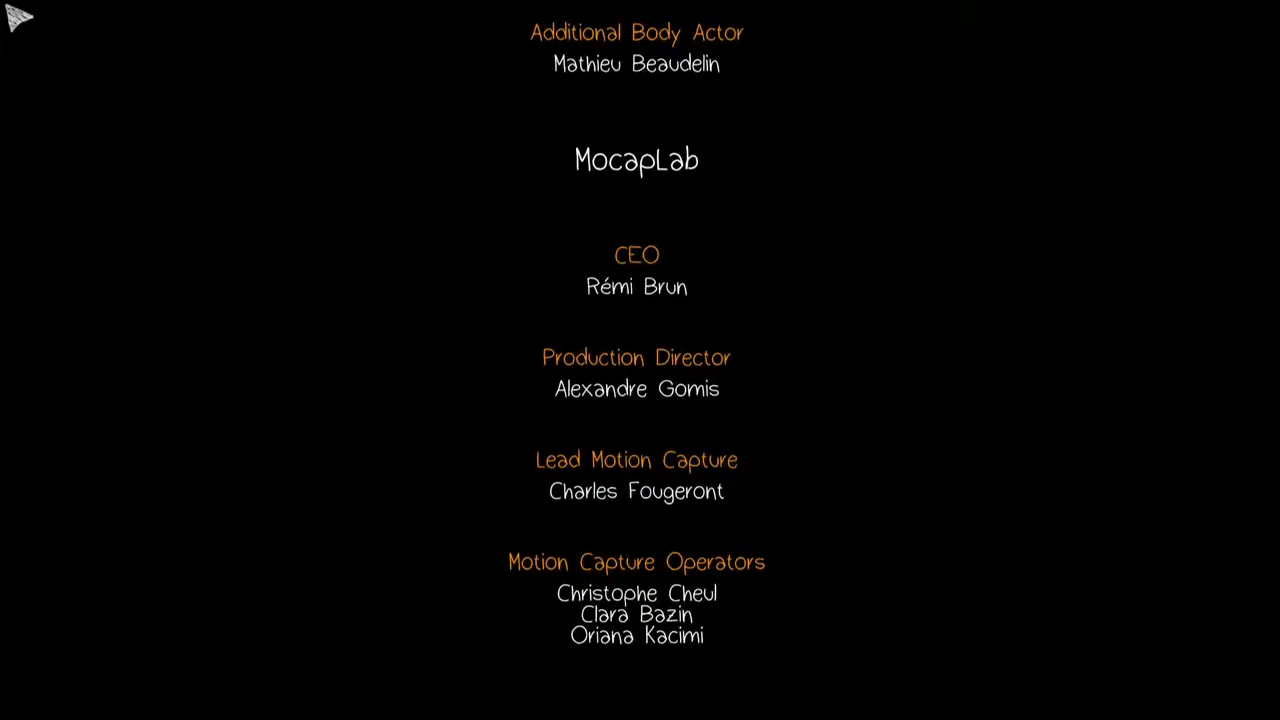 Additional Body Actor
Mathieu Beaudelin
MocapLab
CEO
Rémi Brun
Production Director
Alexandre Gomis
Lead Motion Capture
Charles Fougeront
Motion Capture Operators
Christophe Cheul
Clara Bazin
Oriana Kacimi